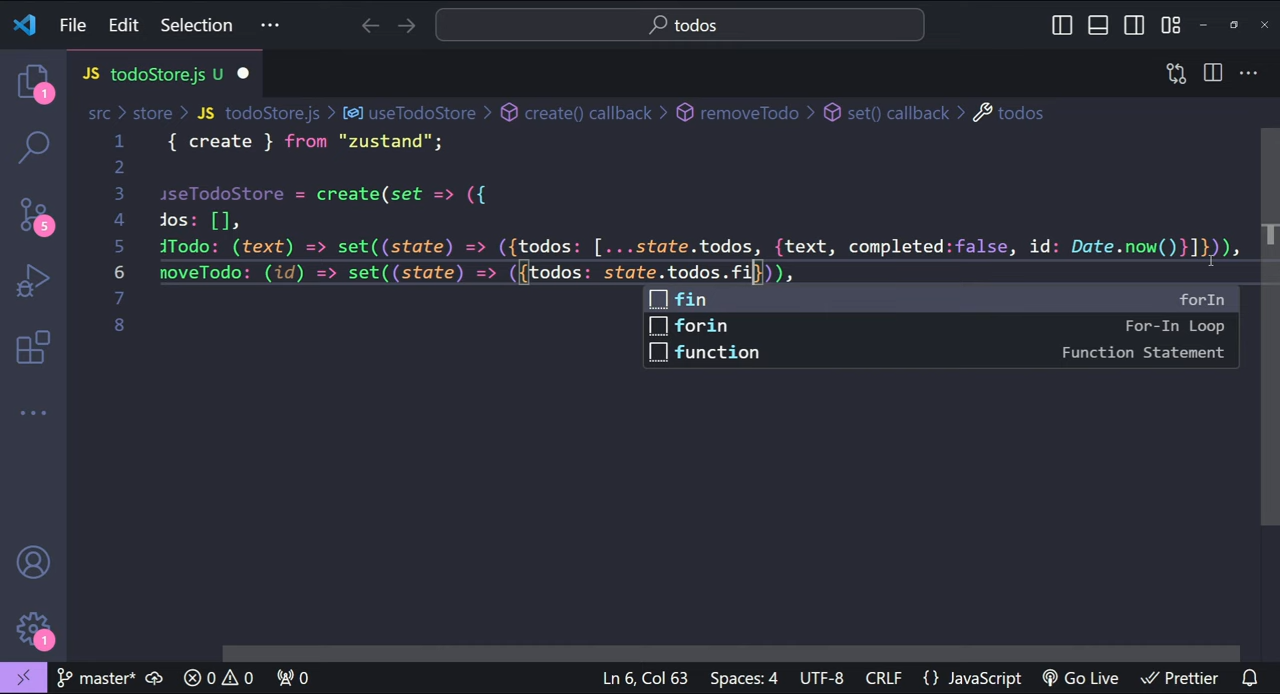 File Edit Selection ··· todos
JS todoStore.js U
src > store > JS todoStore.js > useTodoStore > create() callback > removeTodo > set() callback > todos
1 { create } from "zustand";
2
3 useTodoStore = create(set => ({
4 dos: [],
5 dTodo: (text) => set((state) => ({todos: [...state.todos, {text, completed:false, id: Date.now()}]})),
6 moveTodo: (id) => set((state) => ({todos: state.todos.fi})),
7
8
fin forIn
forin For-In Loop
function Function Statement
1
5
1
master* 0 0 0 Ln 6, Col 63 Spaces: 4 UTF-8 CRLF {} JavaScript Go Live Prettier